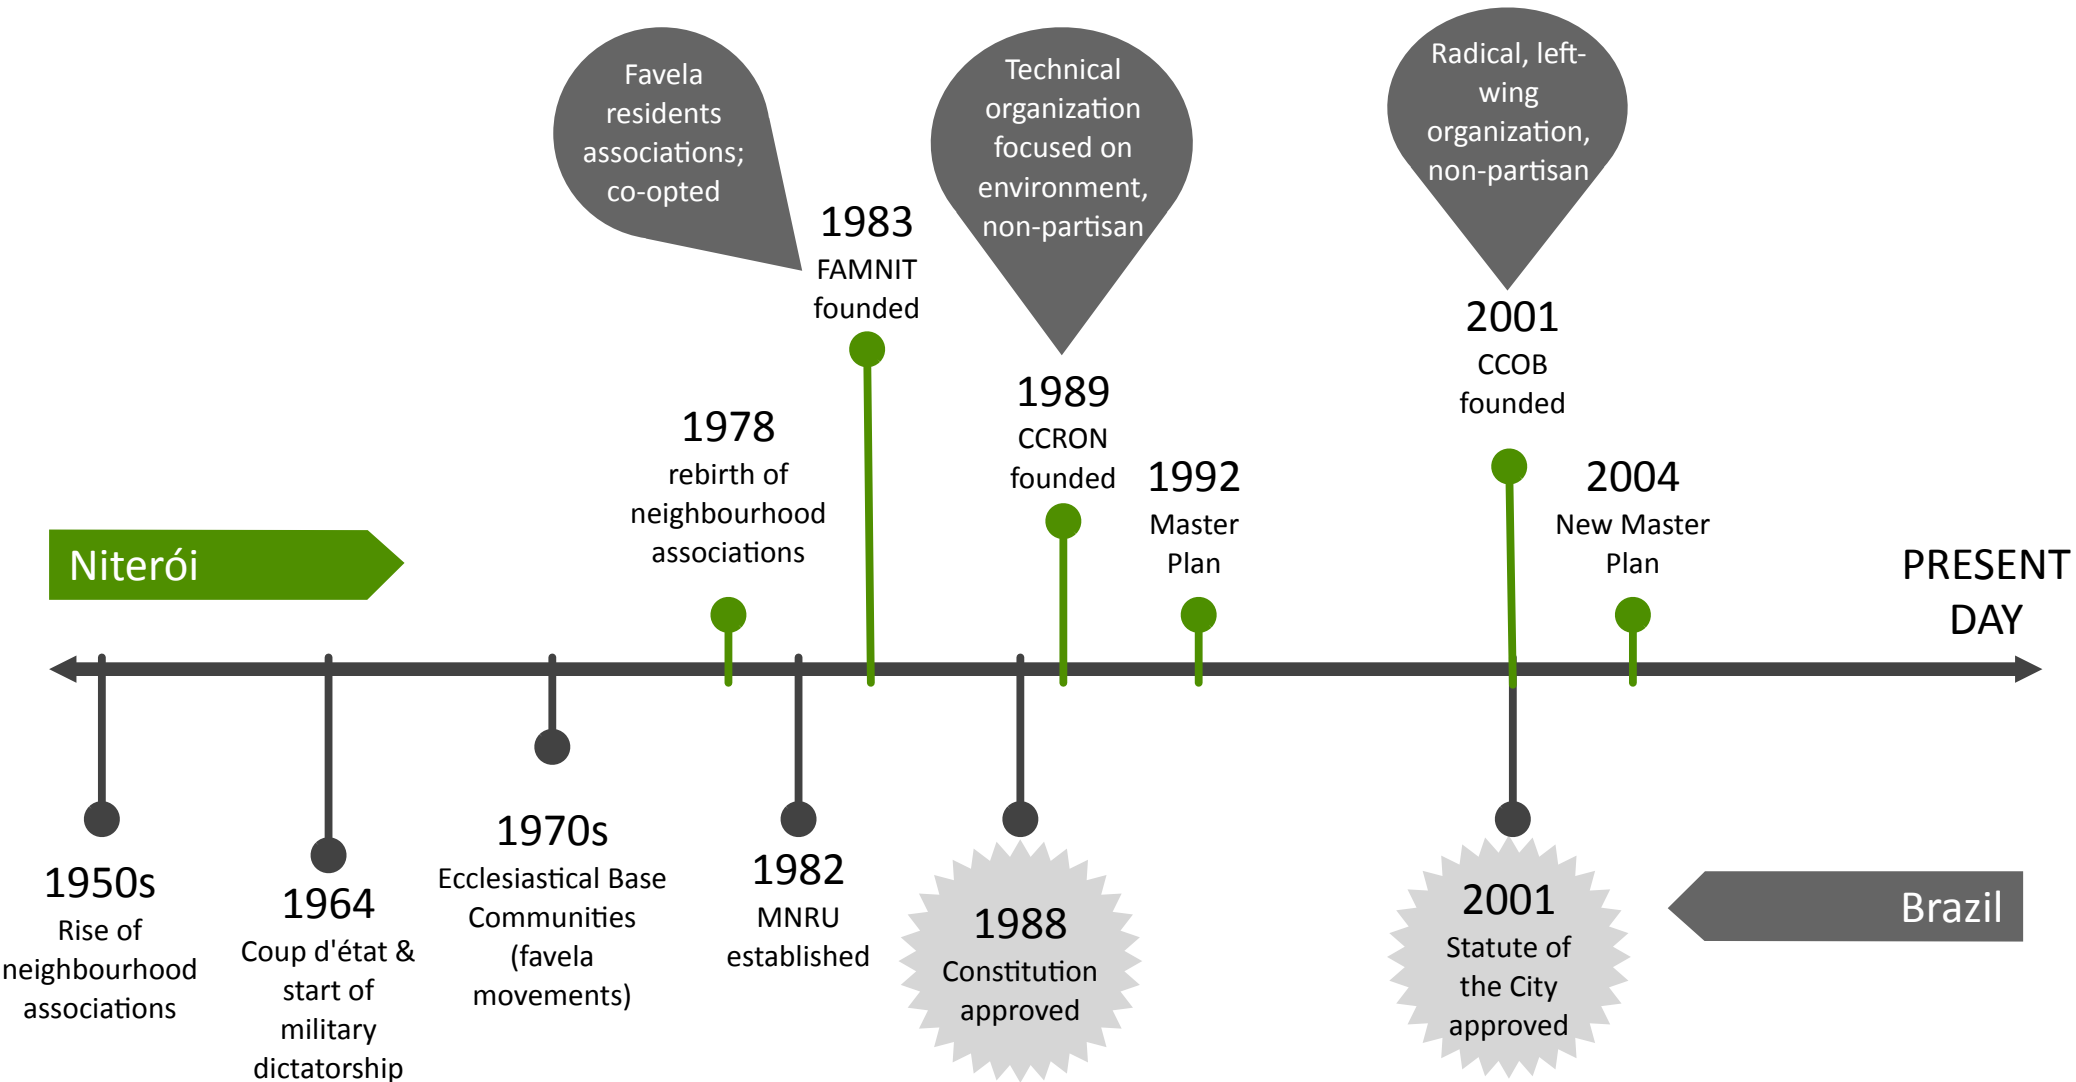 Favela
residents
associations;
co-opted
1983
FAMNIT
founded
Technical
organization
focused on
environment,
non-partisan
1989
CCRON
founded
Radical, left-
wing
organization,
non-partisan
2001
CCOB
founded
1978
rebirth of
neighbourhood
associations
1992
Master
Plan
2004
New Master
Plan
Niterói
PRESENT
DAY
1950s
Rise of
neighbourhood
associations
1964
Coup d'état &
start of
military
dictatorship
1970s
Ecclesiastical Base
Communities
(favela
movements)
1982
MNRU
established
1988
Constitution
approved
2001
Statute of
the City
approved
Brazil